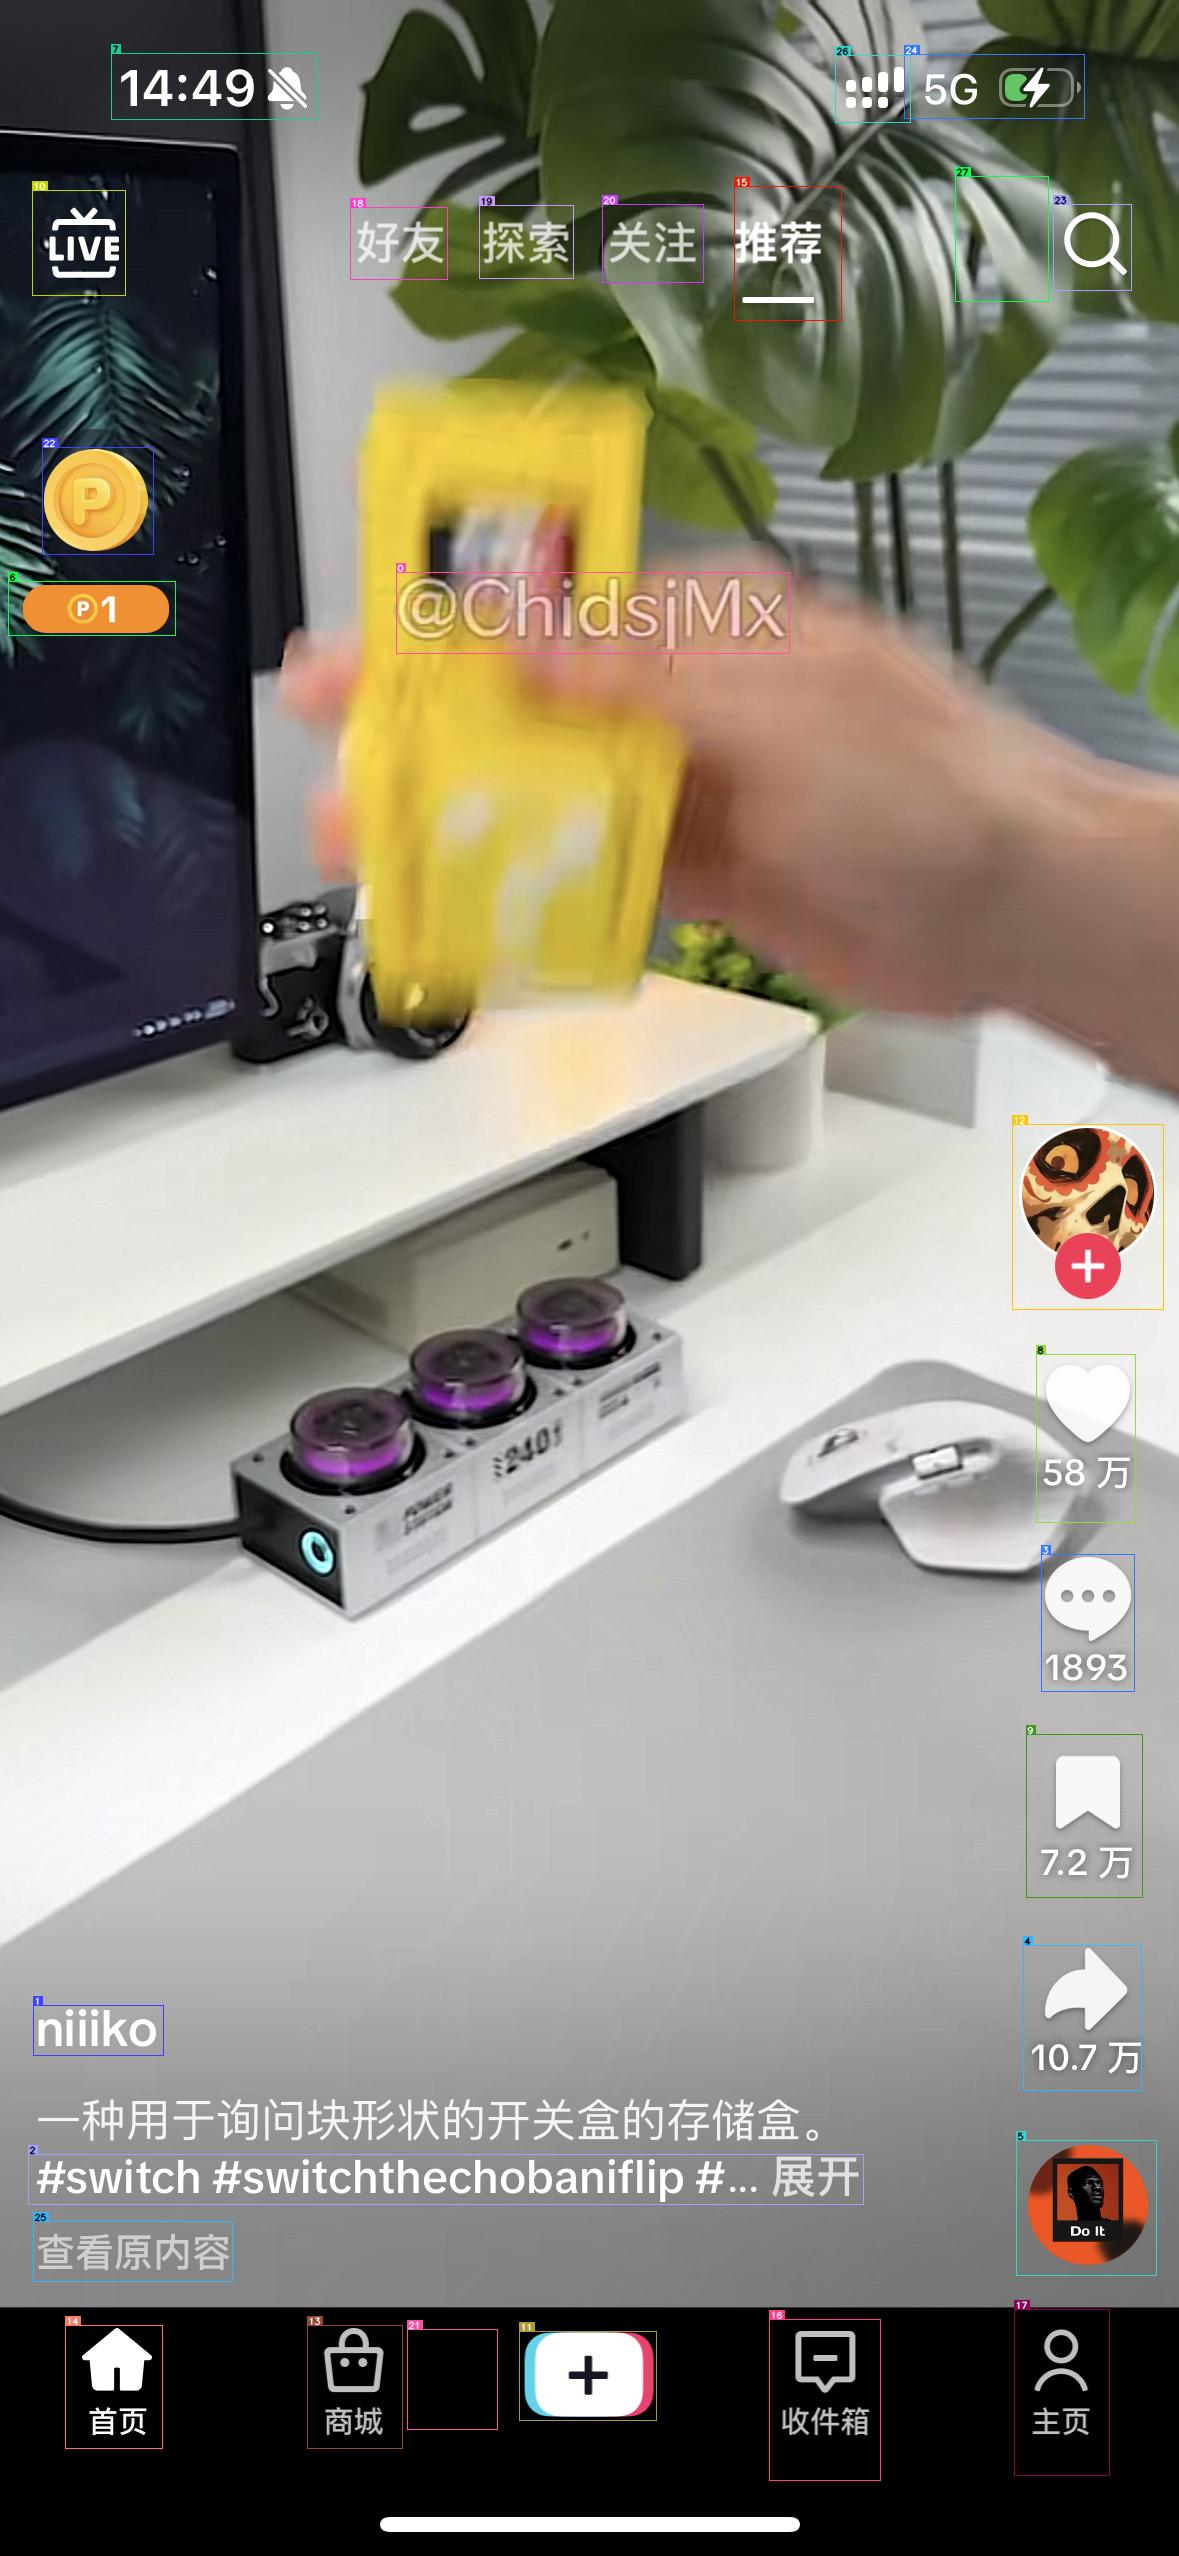 14:49
5G
LIVE
好友 探索 关注 推荐
P
P 1
@ChidsjMx
2401
58 万
1893
7.2 万
10.7 万
niiiko
一种用于询问块形状的开关盒的存储盒。
#switch #switchthechobaniflip #... 展开
查看原内容
Do It
首页 商城 收件箱 主页